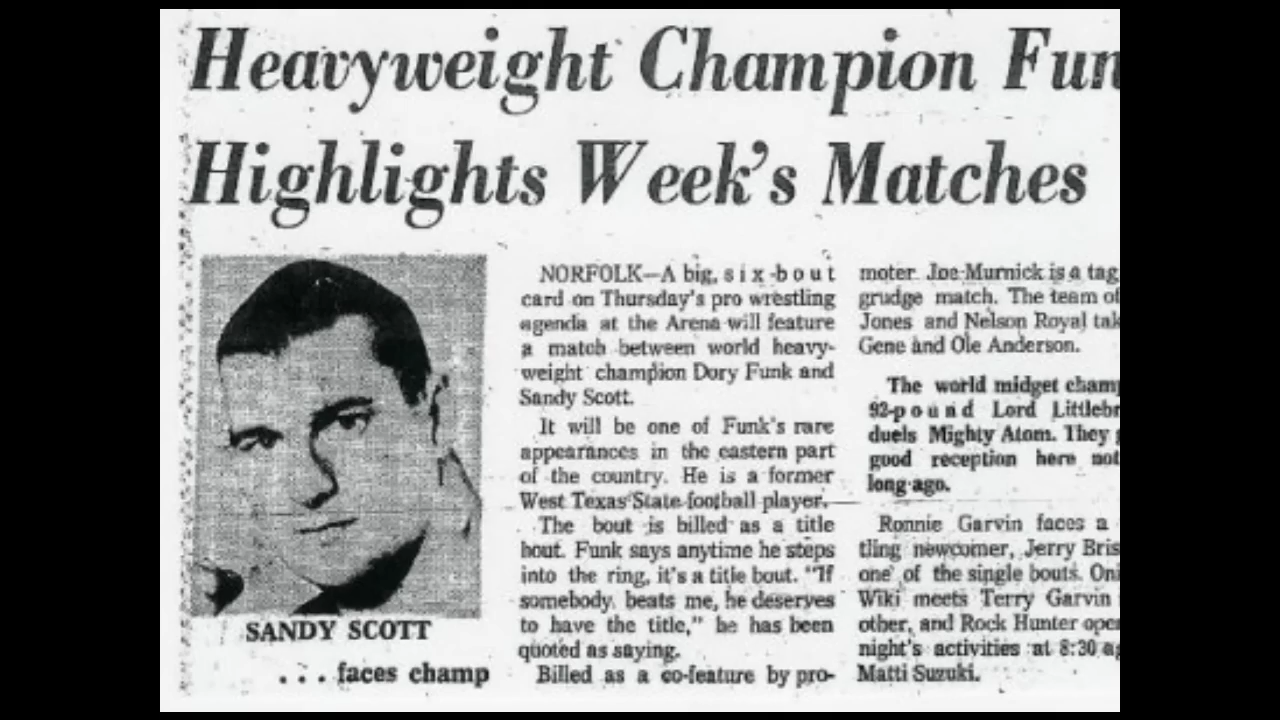 Heavyweight Champion Fun
Highlights Week's Matches
SANDY SCOTT
... faces champ
NORFOLK—A big, six-bout
card on Thursday's pro wrestling
agenda at the Arena will feature
a match between world heavy-
weight champion Dory Funk and
Sandy Scott.
It will be one of Funk's rare
appearances in the eastern part
of the country. He is a former
West Texas State football player.
The bout is billed as a title
bout. Funk says anytime he steps
into the ring, it's a title bout. "If
somebody beats me, he deserves
to have the title," he has been
quoted as saying.
Billed as a co-feature by pro-
moter Joe Murnick is a tag
grudge match. The team of
Jones and Nelson Royal tak
Gene and Ole Anderson.
The world midget champ
92-pound Lord Littlebr
duels Mighty Atom. They
good reception here not
long ago.
Ronnie Garvin faces a
tling newcomer, Jerry Bris
one of the single bouts. Oni
Wiki meets Terry Garvin
other, and Rock Hunter ope
night's activities at 8:30 ag
Matti Suzuki.